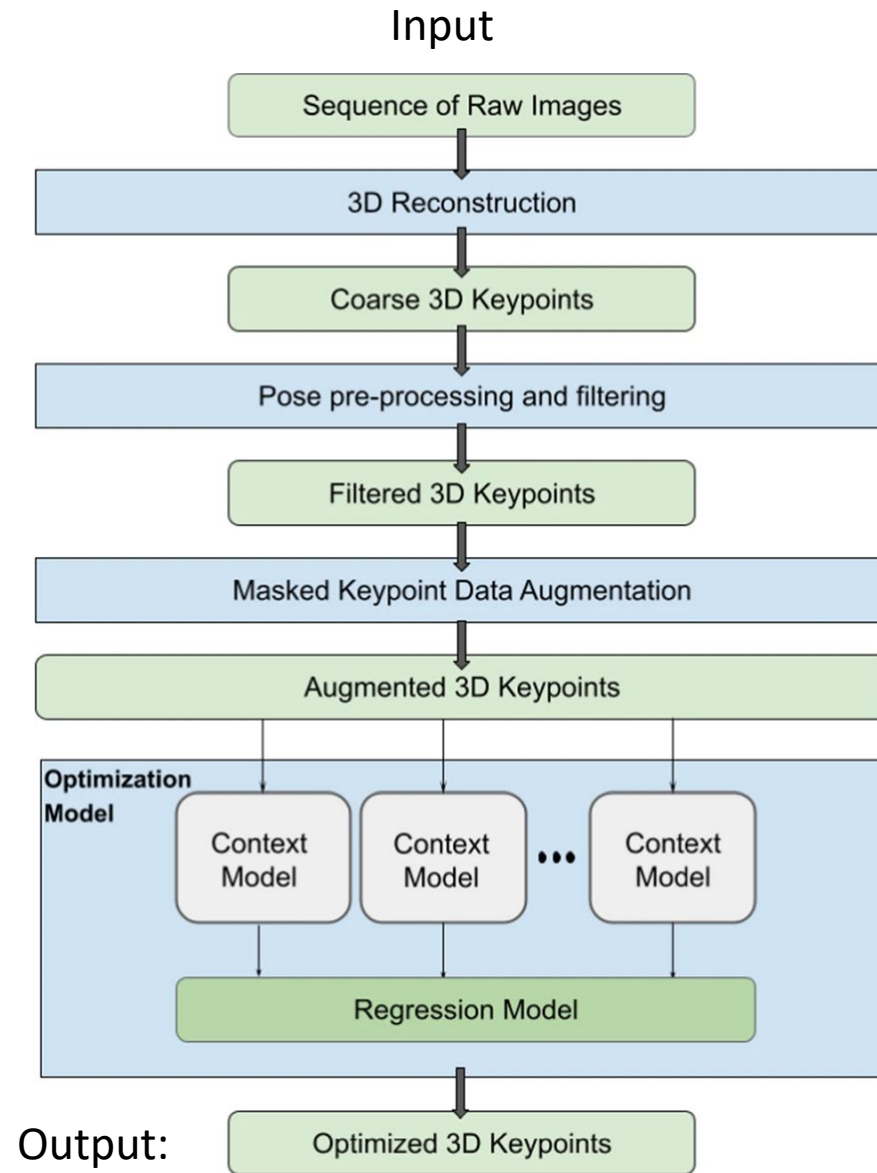 Input
Sequence of Raw Images
3D Reconstruction
Coarse 3D Keypoints
Pose pre-processing and filtering
Filtered 3D Keypoints
Masked Keypoint Data Augmentation
Augmented 3D Keypoints
Optimization
Model
Context
Model
Context
Model
Context
Model
Regression Model
Output:
Optimized 3D Keypoints